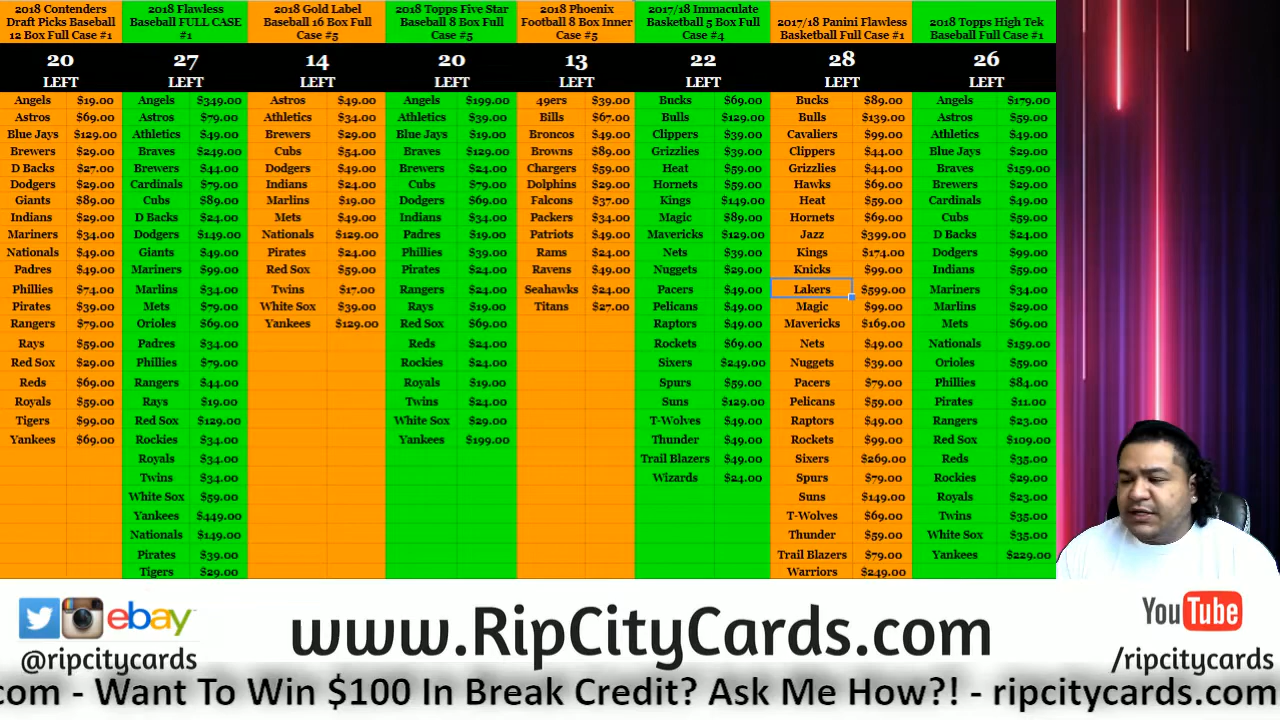 2018 Contenders
Draft Picks Baseball
12 Box Full Case #1
20
LEFT
Angels $19.00
Astros $69.00
Blue Jays $129.00
Brewers $29.00
D Backs $27.00
Dodgers $29.00
Giants $89.00
Indians $29.00
Mariners $34.00
Nationals $49.00
Padres $49.00
Phillies $74.00
Pirates $39.00
Rangers $79.00
Rays $59.00
Red Sox $29.00
Reds $69.00
Royals $59.00
Tigers $99.00
Yankees $69.00
2018 Flawless
Baseball FULL CASE
#1
27
LEFT
Angels $349.00
Astros $79.00
Athletics $49.00
Braves $249.00
Brewers $44.00
Cardinals $79.00
Cubs $89.00
D Backs $24.00
Dodgers $149.00
Giants $49.00
Mariners $99.00
Marlins $34.00
Mets $79.00
Orioles $69.00
Padres $34.00
Phillies $79.00
Rangers $44.00
Rays $19.00
Red Sox $129.00
Rockies $34.00
Royals $34.00
Twins $34.00
White Sox $59.00
Yankees $449.00
Nationals $149.00
Pirates $39.00
Tigers $29.00
2018 Gold Label
Baseball 16 Box Full
Case #5
14
LEFT
Astros $49.00
Athletics $34.00
Brewers $29.00
Cubs $54.00
Dodgers $49.00
Indians $24.00
Marlins $19.00
Mets $49.00
Nationals $129.00
Pirates $24.00
Red Sox $59.00
Twins $17.00
White Sox $39.00
Yankees $129.00
2018 Topps Five Star
Baseball 8 Box Full
Case #5
20
LEFT
Angels $199.00
Athletics $39.00
Blue Jays $19.00
Braves $129.00
Brewers $24.00
Cubs $79.00
Dodgers $69.00
Indians $34.00
Padres $19.00
Phillies $39.00
Pirates $24.00
Rangers $24.00
Rays $19.00
Red Sox $69.00
Reds $24.00
Rockies $24.00
Royals $19.00
Twins $24.00
White Sox $29.00
Yankees $199.00
2018 Phoenix
Football 8 Box Inner
Case #5
13
LEFT
49ers $39.00
Bills $67.00
Broncos $49.00
Browns $89.00
Chargers $59.00
Dolphins $29.00
Falcons $37.00
Packers $34.00
Patriots $49.00
Rams $24.00
Ravens $49.00
Seahawks $24.00
Titans $27.00
2017/18 Immaculate
Basketball 5 Box Full
Case #4
22
LEFT
Bucks $69.00
Bulls $129.00
Clippers $39.00
Grizzlies $39.00
Heat $59.00
Hornets $59.00
Kings $149.00
Magic $89.00
Mavericks $129.00
Nets $39.00
Nuggets $29.00
Pacers $49.00
Pelicans $49.00
Raptors $49.00
Rockets $69.00
Sixers $249.00
Spurs $59.00
Suns $129.00
T-Wolves $49.00
Thunder $49.00
Trail Blazers $49.00
Wizards $24.00
2017/18 Panini Flawless
Basketball Full Case #1
28
LEFT
Bucks $89.00
Bulls $139.00
Cavaliers $99.00
Clippers $44.00
Grizzlies $44.00
Hawks $69.00
Heat $59.00
Hornets $69.00
Jazz $399.00
Kings $174.00
Knicks $99.00
Lakers $599.00
Magic $99.00
Mavericks $169.00
Nets $49.00
Nuggets $39.00
Pacers $79.00
Pelicans $59.00
Raptors $49.00
Rockets $99.00
Sixers $269.00
Spurs $79.00
Suns $149.00
T-Wolves $69.00
Thunder $59.00
Trail Blazers $79.00
Warriors $249.00
2018 Topps High Tek
Baseball Full Case #1
26
LEFT
Angels $179.00
Astros $59.00
Athletics $49.00
Blue Jays $29.00
Braves $159.00
Brewers $29.00
Cardinals $49.00
Cubs $59.00
D Backs $24.00
Dodgers $99.00
Indians $59.00
Mariners $34.00
Marlins $29.00
Mets $69.00
Nationals $159.00
Orioles $59.00
Phillies $84.00
Pirates $11.00
Rangers $23.00
Red Sox $109.00
Reds $35.00
Rockies $29.00
Royals $23.00
Twins $35.00
White Sox $35.00
Yankees $229.00
ebay
@ripcitycards
www.RipCityCards.com
YouTube
/ripcitycards
com - Want To Win $100 In Break Credit? Ask Me How?! - ripcitycards.com